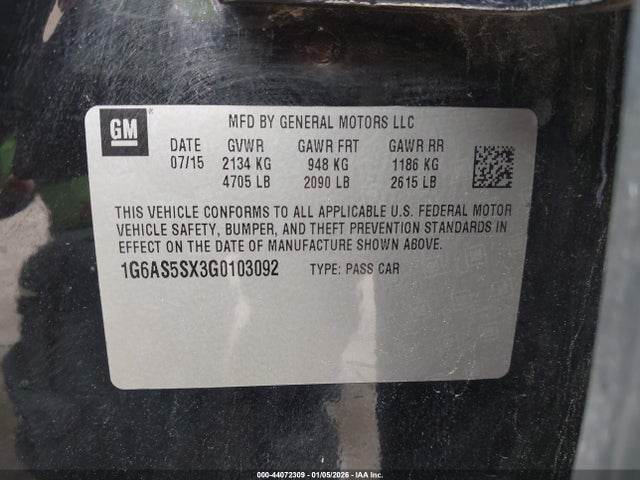 GM
MFD BY GENERAL MOTORS LLC
DATE GVWR GAWR FRT GAWR RR
07/15 2134 KG 948 KG 1186 KG
4705 LB 2090 LB 2615 LB
THIS VEHICLE CONFORMS TO ALL APPLICABLE U.S. FEDERAL MOTOR
VEHICLE SAFETY, BUMPER, AND THEFT PREVENTION STANDARDS IN
EFFECT ON THE DATE OF MANUFACTURE SHOWN ABOVE.
1G6AS5SX3G0103092 TYPE: PASS CAR
000-44072309 | 01/05/2026 | IAA Inc.